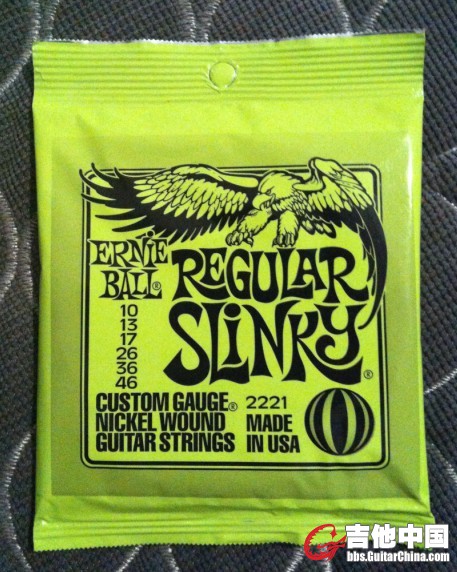 ERNIE
BALL®
REGULAR
SLINKY®
10
13
17
26
36
46
CUSTOM GAUGE® 2221
NICKEL WOUND MADE
GUITAR STRINGS IN USA
吉他中国
bbs.GuitarChina.com